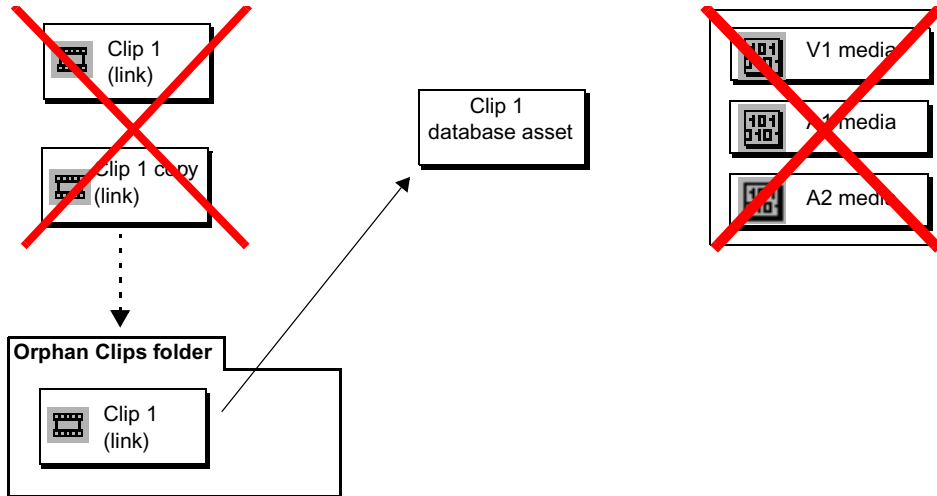 Clip 1
(link)
Clip 1 copy
(link)
Clip 1
database asset
V1 media
A1 media
A2 media
Orphan Clips folder
Clip 1
(link)